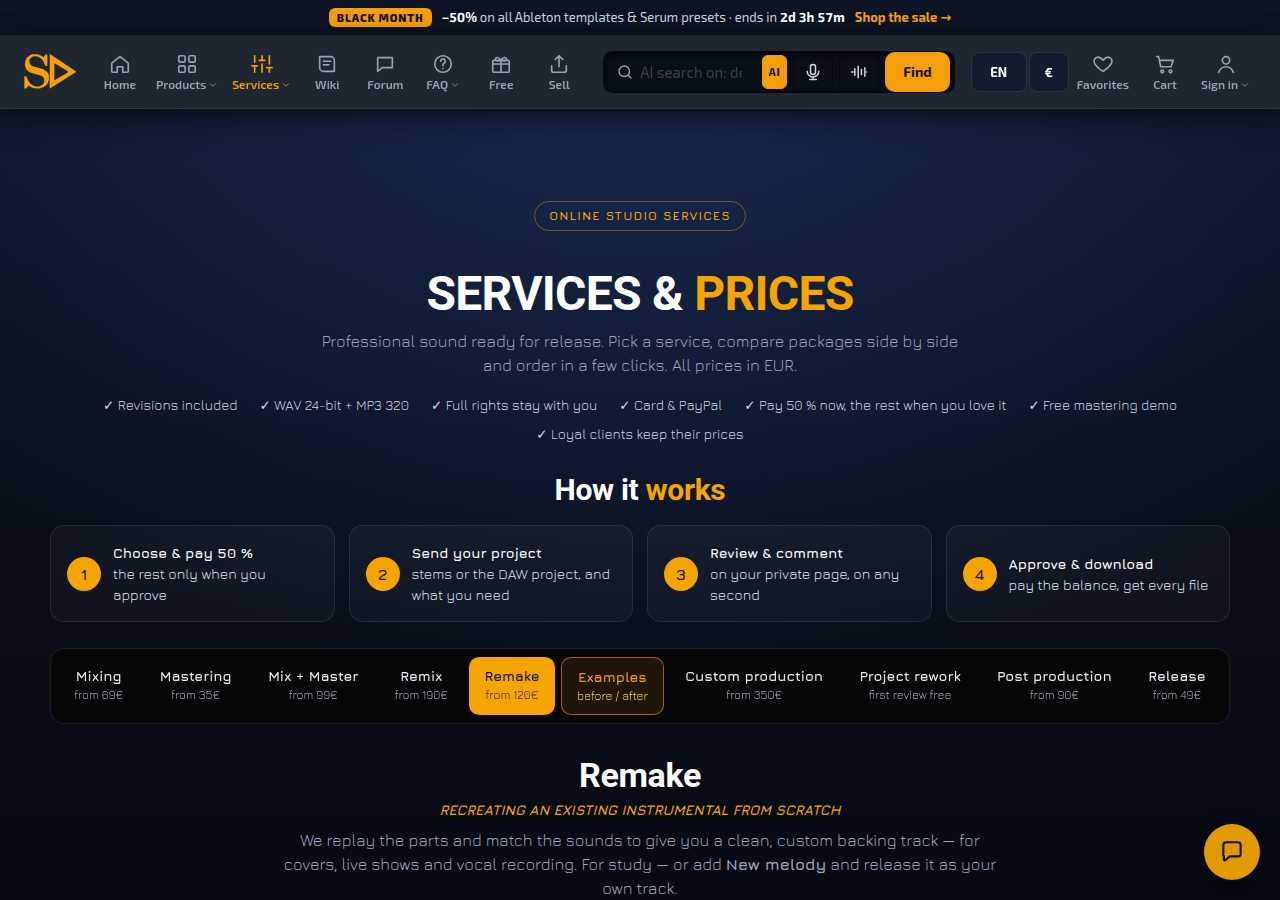 BLACK MONTH −50% on all Ableton templates & Serum presets · ends in 2d 3h 57m Shop the sale →
Home Products Services Wiki Forum FAQ Free Sell AI search on: AI Find EN € Favorites Cart Sign in
ONLINE STUDIO SERVICES
SERVICES & PRICES
Professional sound ready for release. Pick a service, compare packages side by side
and order in a few clicks. All prices in EUR.
✓ Revisions included ✓ WAV 24-bit + MP3 320 ✓ Full rights stay with you ✓ Card & PayPal ✓ Pay 50 % now, the rest when you love it ✓ Free mastering demo
✓ Loyal clients keep their prices
How it works
1 Choose & pay 50 %
the rest only when you
approve
2 Send your project
stems or the DAW project, and
what you need
3 Review & comment
on your private page, on any
second
4 Approve & download
pay the balance, get every file
Mixing Mastering Mix + Master Remix Remake Examples Custom production Project rework Post production Release
from 69€ from 35€ from 99€ from 190€ from 120€ before / after from 350€ first review free from 90€ from 49€
Remake
RECREATING AN EXISTING INSTRUMENTAL FROM SCRATCH
We replay the parts and match the sounds to give you a clean, custom backing track — for
covers, live shows and vocal recording. For study — or add New melody and release it as your
own track.